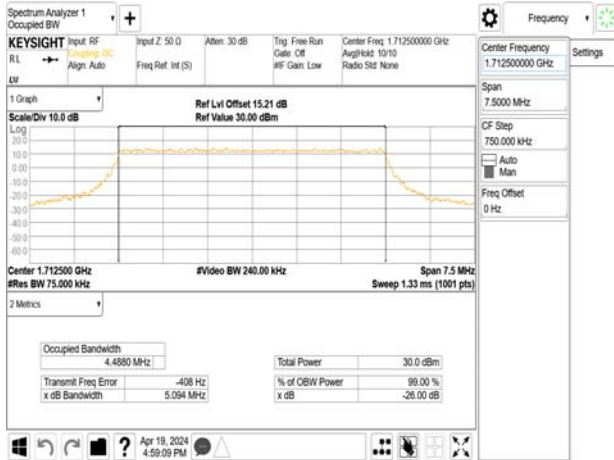 Spectrum Analyzer 1
Occupied BW
+
Frequency
KEYSIGHT
Input: RF
Coupling: DC
Align: Auto
Input Z: 50 Ω
Freq Ref: Int (S)
Atten: 30 dB
Trig: Free Run
Gate: Off
#IF Gain: Low
Center Freq: 1.712500000 GHz
Avg|Hold: 10/10
Radio Std: None
RL
LXI
Center Frequency
1.712500000 GHz
Settings
Span
7.5000 MHz
CF Step
750.000 kHz
Auto
Man
Freq Offset
0 Hz
1 Graph
Scale/Div 10.0 dB
Ref Lvl Offset 15.21 dB
Ref Value 30.00 dBm
Log
20.0
10.0
0.00
-10.0
-20.0
-30.0
-40.0
-50.0
-60.0
Center 1.712500 GHz
#Video BW 240.00 kHz
Span 7.5 MHz
#Res BW 75.000 kHz
Sweep 1.33 ms (1001 pts)
2 Metrics
Occupied Bandwidth
4.4880 MHz
Total Power 30.0 dBm
Transmit Freq Error -408 Hz
% of OBW Power 99.00 %
x dB Bandwidth 5.094 MHz
x dB -26.00 dB
?
Apr 19, 2024
4:59:09 PM